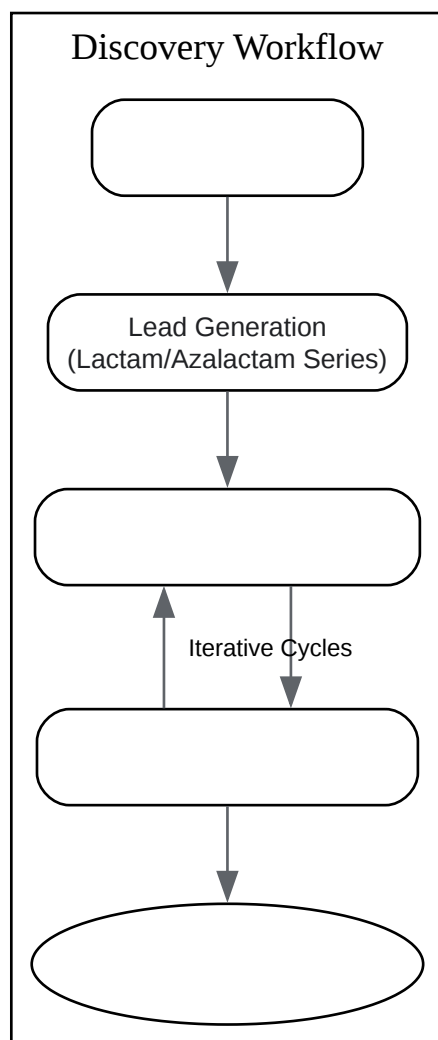 Discovery Workflow
Lead Generation
(Lactam/Azalactam Series)
Iterative Cycles